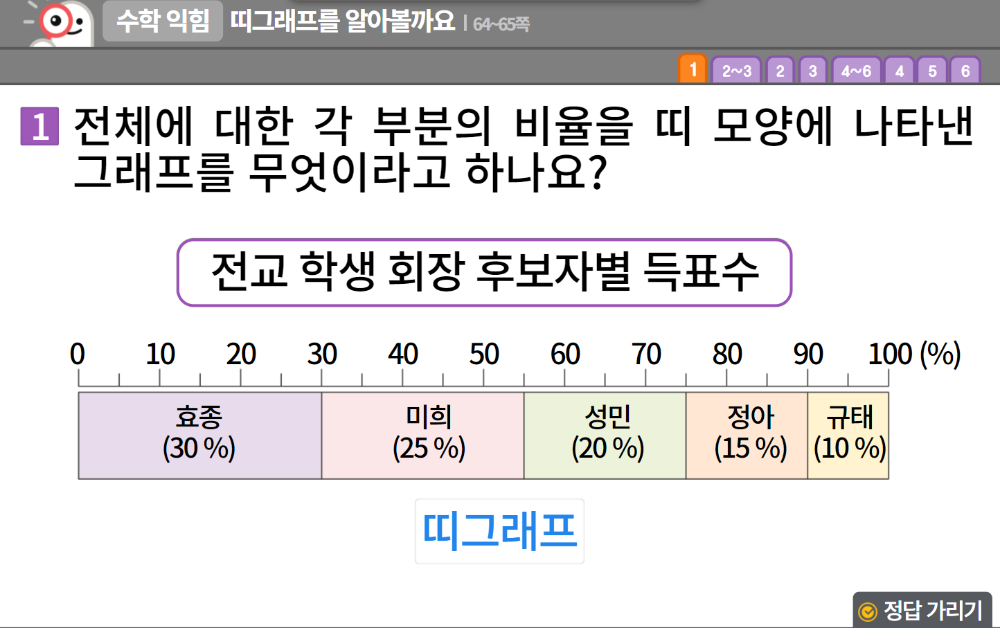 수학 익힘 띠그래프를 알아볼까요 64~65쪽
1 2~3 2 3 4~6 4 5 6
1 전체에 대한 각 부분의 비율을 띠 모양에 나타낸
그래프를 무엇이라고 하나요?
전교 학생 회장 후보자별 득표수
0 10 20 30 40 50 60 70 80 90 100 (%)
효종 미희 성민 정아 규태
(30 %) (25 %) (20 %) (15 %) (10 %)
띠그래프
정답 가리기